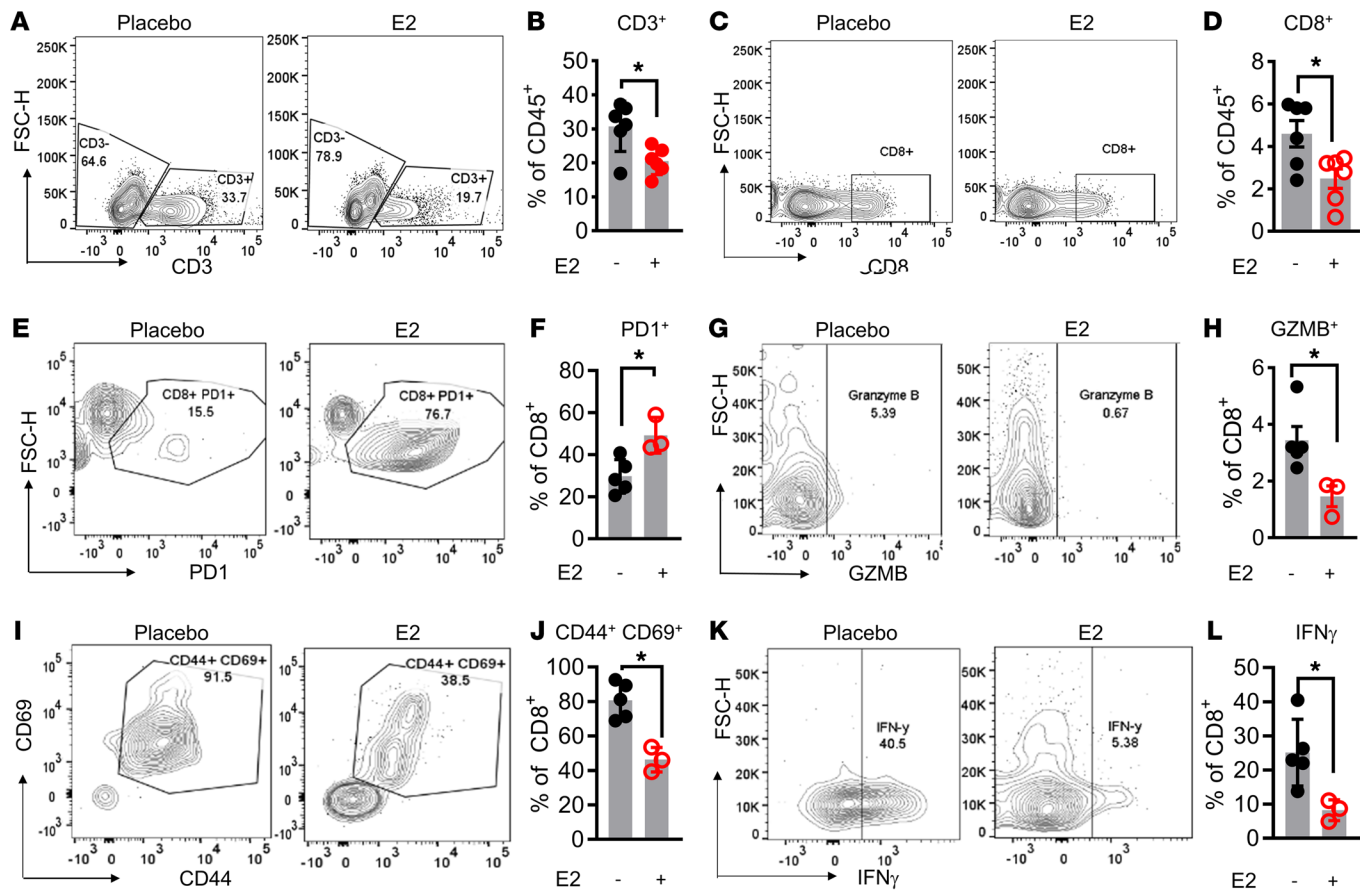 A
Placebo
E2
FSC-H
250K
200K
150K
100K
50K
0
CD3-
64.6
CD3+
33.7
-10³ 0 10³ 10⁴ 10⁵
250K
200K
150K
100K
50K
0
CD3-
78.9
CD3+
19.7
-10³ 0 10³ 10⁴ 10⁵
CD3
B
CD3⁺
*
% of CD45⁺
50
40
30
20
10
0
E2 - +
C
Placebo
E2
FSC-H
250K
200K
150K
100K
50K
0
CD8+
-10³ 0 10³ 10⁴ 10⁵
250K
200K
150K
100K
50K
0
CD8+
-10³ 0 10³ 10⁴ 10⁵
CD8
D
CD8⁺
*
% of CD45⁺
8
6
4
2
0
E2 - +
E
Placebo
E2
FSC-H
10⁵
10⁴
10³
0
-10³
CD8+ PD1+
15.5
-10³ 0 10³ 10⁴ 10⁵
10⁵
10⁴
10³
0
-10³
CD8+ PD1+
76.7
-10³ 0 10³ 10⁴ 10⁵
PD1
F
PD1⁺
*
% of CD8⁺
80
60
40
20
0
E2 - +
G
Placebo
E2
FSC-H
50K
40K
30K
20K
10K
0
Granzyme B
5.39
-10³ 0 10³ 10⁴ 10⁵
50K
40K
30K
20K
10K
0
Granzyme B
0.67
-10³ 0 10³ 10⁴ 10⁵
GZMB
H
GZMB⁺
*
% of CD8⁺
6
4
2
0
E2 - +
I
Placebo
E2
CD69
10⁵
10⁴
10³
0
-10³
CD44+ CD69+
91.5
-10³ 0 10³ 10⁴ 10⁵
10⁵
10⁴
10³
0
-10³
CD44+ CD69+
38.5
-10³ 0 10³ 10⁴ 10⁵
CD44
J
CD44⁺ CD69⁺
*
% of CD8⁺
100
80
60
40
20
0
E2 - +
K
Placebo
E2
FSC-H
50K
40K
30K
20K
10K
0
IFN-y
40.5
-10³ 0 10³
50K
40K
30K
20K
10K
0
IFN-y
5.38
-10³ 0 10³
IFNγ
L
IFNγ
*
% of CD8⁺
50
40
30
20
10
0
E2 - +